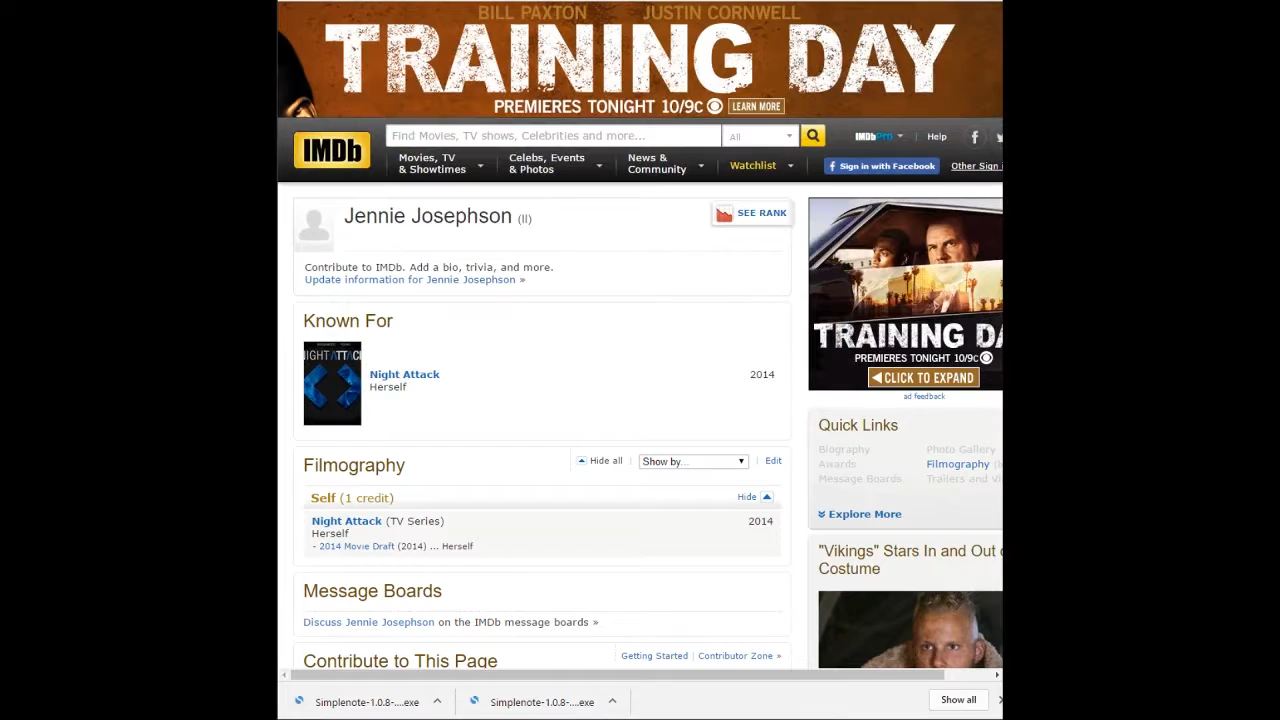 BILL PAXTON JUSTIN CORNWELL
TRAINING DAY
PREMIERES TONIGHT 10/9C LEARN MORE
IMDb
Find Movies, TV shows, Celebrities and more...
All
IMDbPro
Help
Movies, TV & Showtimes
Celebs, Events & Photos
News & Community
Watchlist
Sign in with Facebook
Other Sign i
Jennie Josephson (II)
SEE RANK
Contribute to IMDb. Add a bio, trivia, and more.
Update information for Jennie Josephson »
Known For
NIGHT ATTACK
Night Attack
2014
Herself
Filmography
Hide all
Show by...
Edit
Self (1 credit)
Hide
Night Attack (TV Series)
2014
Herself
- 2014 Movie Draft (2014) ... Herself
Message Boards
Discuss Jennie Josephson on the IMDb message boards »
Contribute to This Page
Getting Started | Contributor Zone »
TRAINING DA
PREMIERES TONIGHT 10/9C
CLICK TO EXPAND
ad feedback
Quick Links
Biography
Photo Gallery
Awards
Filmography
Message Boards
Trailers and Vi
Explore More
"Vikings" Stars In and Out o
Costume
Simplenote-1.0.8-....exe
Simplenote-1.0.8-....exe
Show all